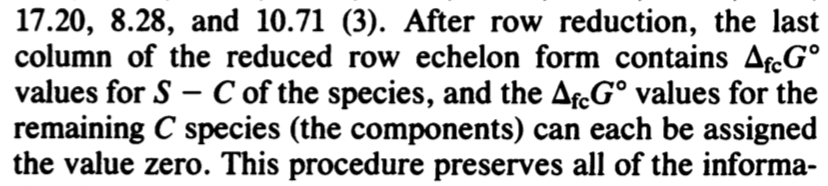 17.20, 8.28, and 10.71 (3). After row reduction, the last
column of the reduced row echelon form contains ΔfcG°
values for S − C of the species, and the ΔfcG° values for the
remaining C species (the components) can each be assigned
the value zero. This procedure preserves all of the informa-